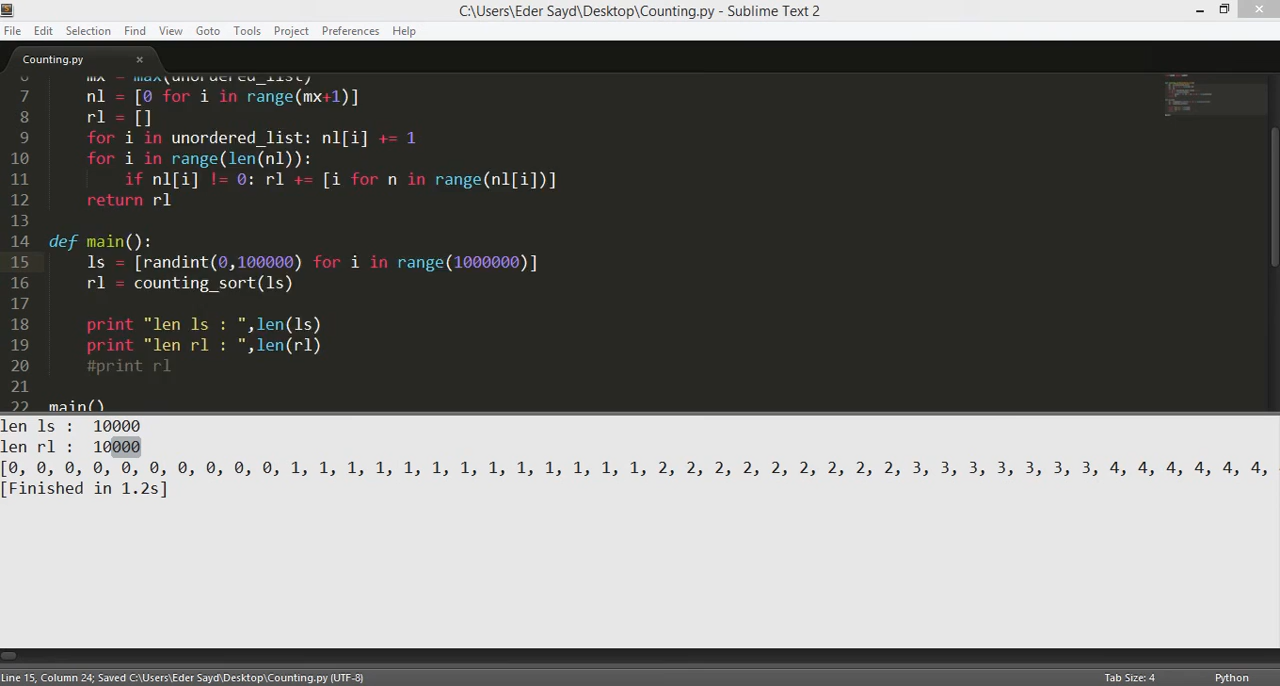 C:\Users\Eder Sayd\Desktop\Counting.py - Sublime Text 2
File Edit Selection Find View Goto Tools Project Preferences Help
Counting.py ×
6 mx = max(unordered_list)
7 nl = [0 for i in range(mx+1)]
8 rl = []
9 for i in unordered_list: nl[i] += 1
10 for i in range(len(nl)):
11 if nl[i] != 0: rl += [i for n in range(nl[i])]
12 return rl
13
14 def main():
15 ls = [randint(0,100000) for i in range(1000000)]
16 rl = counting_sort(ls)
17
18 print "len ls : ",len(ls)
19 print "len rl : ",len(rl)
20 #print rl
21
22 main()
len ls :  10000
len rl :  10000
[0, 0, 0, 0, 0, 0, 0, 0, 0, 0, 1, 1, 1, 1, 1, 1, 1, 1, 1, 1, 1, 1, 1, 2, 2, 2, 2, 2, 2, 2, 2, 2, 3, 3, 3, 3, 3, 3, 3, 4, 4, 4, 4, 4, 4,
[Finished in 1.2s]
Line 15, Column 24; Saved C:\Users\Eder Sayd\Desktop\Counting.py (UTF-8) Tab Size: 4 Python